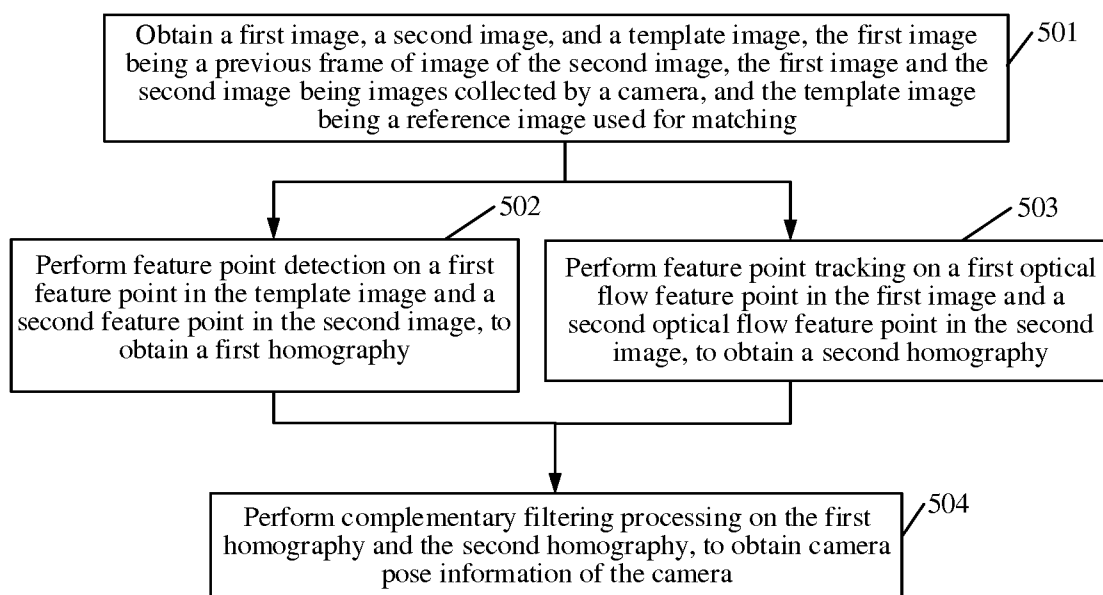 Obtain a first image, a second image, and a template image, the first image
being a previous frame of image of the second image, the first image and the
second image being images collected by a camera, and the template image
being a reference image used for matching
501
502
Perform feature point detection on a first
feature point in the template image and a
second feature point in the second image, to
obtain a first homography
503
Perform feature point tracking on a first optical
flow feature point in the first image and a
second optical flow feature point in the second
image, to obtain a second homography
504
Perform complementary filtering processing on the first
homography and the second homography, to obtain camera
pose information of the camera